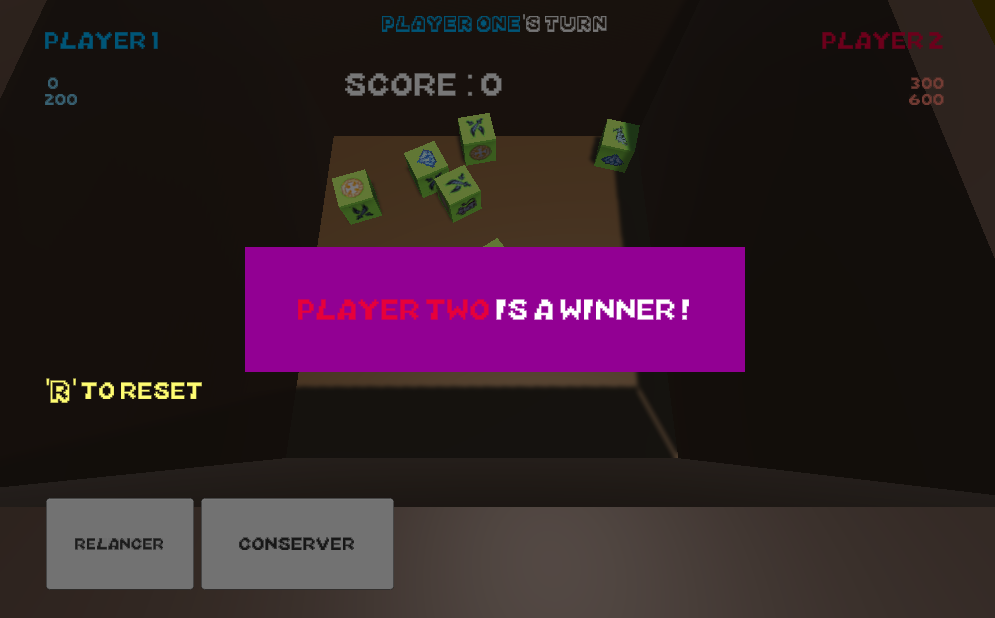 PLAYER ONE'S TURN
PLAYER 1
PLAYER 2
0
200
SCORE : 0
300
600
PLAYER TWO IS A WINNER !
'R' TO RESET
RELANCER
CONSERVER